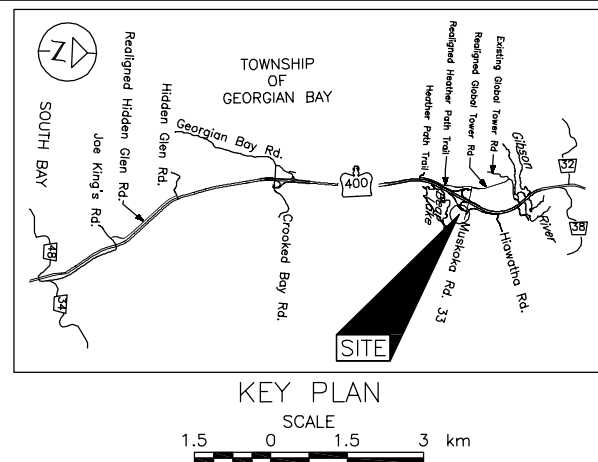 N
TOWNSHIP
OF
GEORGIAN BAY
SOUTH BAY
48
34
Joe King's Rd.
Realigned Hidden Glen Rd.
Hidden Glen Rd.
Georgian Bay Rd.
Crooked Bay Rd.
400
Heather Path Trail
Realigned Heather Path Trail
Realigned Global Tower Rd
Existing Global Tower Rd
Lake
Muskoka Rd. 33
Gibson
River
Hiawatha Rd.
32
38
SITE
KEY PLAN
SCALE
1.5 0 1.5 3 km